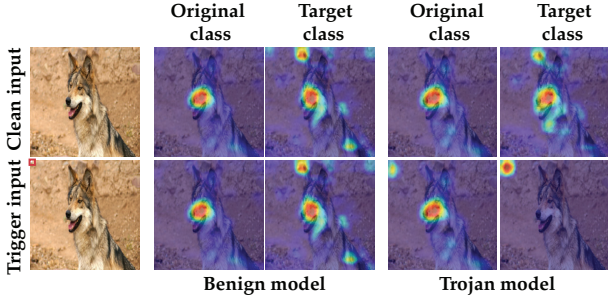 Original class
Target class
Original class
Target class
Clean input
Trigger input
Benign model
Trojan model